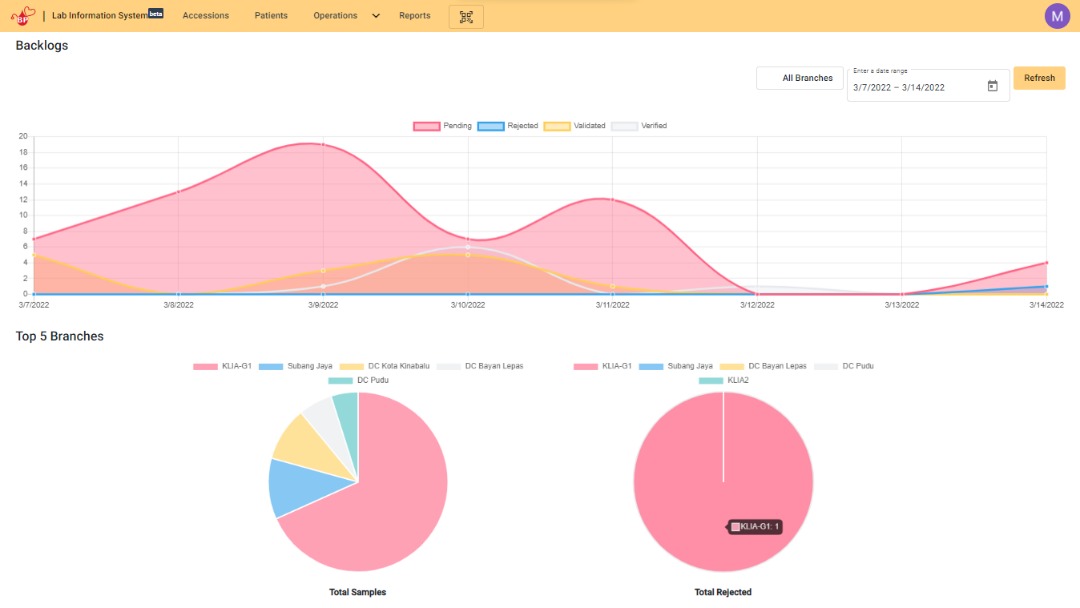 BP | Lab Information System beta Accessions Patients Operations Reports M
Backlogs
Enter a date range
All Branches 3/7/2022 – 3/14/2022 Refresh
Pending Rejected Validated Verified
20
18
16
14
12
10
8
6
4
2
0
3/7/2022 3/8/2022 3/9/2022 3/10/2022 3/11/2022 3/12/2022 3/13/2022 3/14/2022
Top 5 Branches
KLIA-G1 Subang Jaya DC Kota Kinabalu DC Bayan Lepas
DC Pudu
KLIA-G1 Subang Jaya DC Bayan Lepas DC Pudu
KLIA2
KLIA-G1: 1
Total Samples
Total Rejected